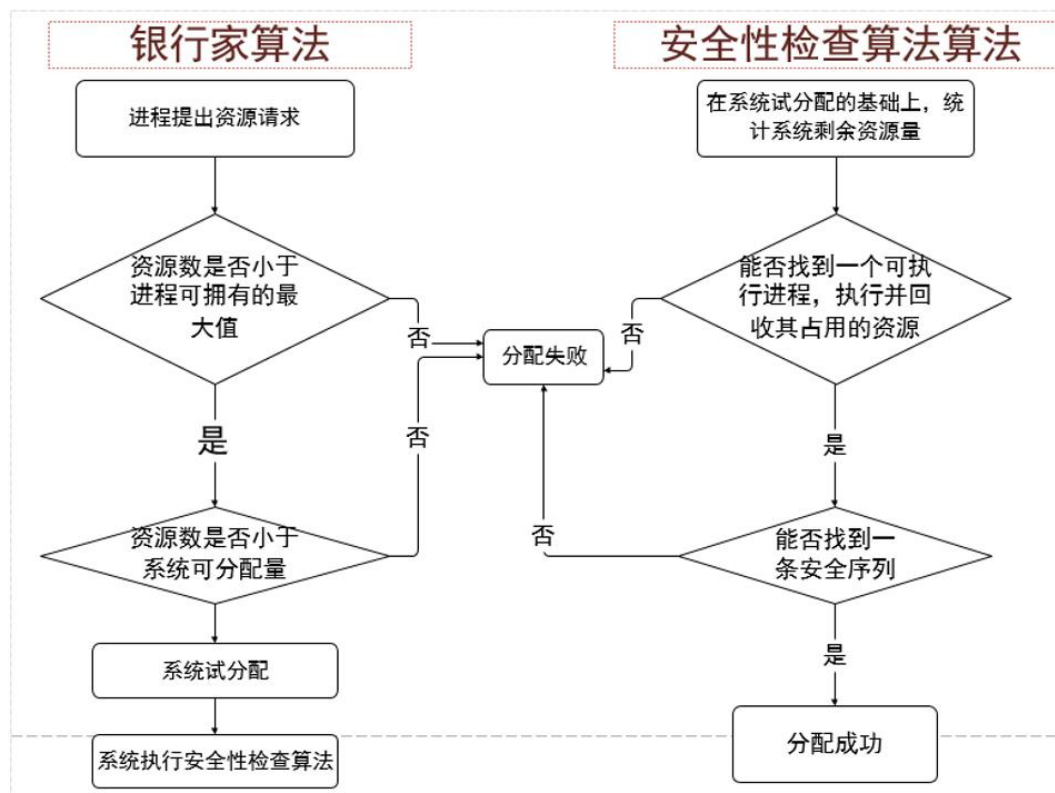 银行家算法
安全性检查算法算法
进程提出资源请求
在系统试分配的基础上，统
计系统剩余资源量
资源数是否小于
进程可拥有的最
大值
能否找到一个可执
行进程，执行并回
收其占用的资源
否
否
分配失败
是
否
是
资源数是否小于
系统可分配量
否
能否找到一
条安全序列
系统试分配
是
系统执行安全性检查算法
分配成功